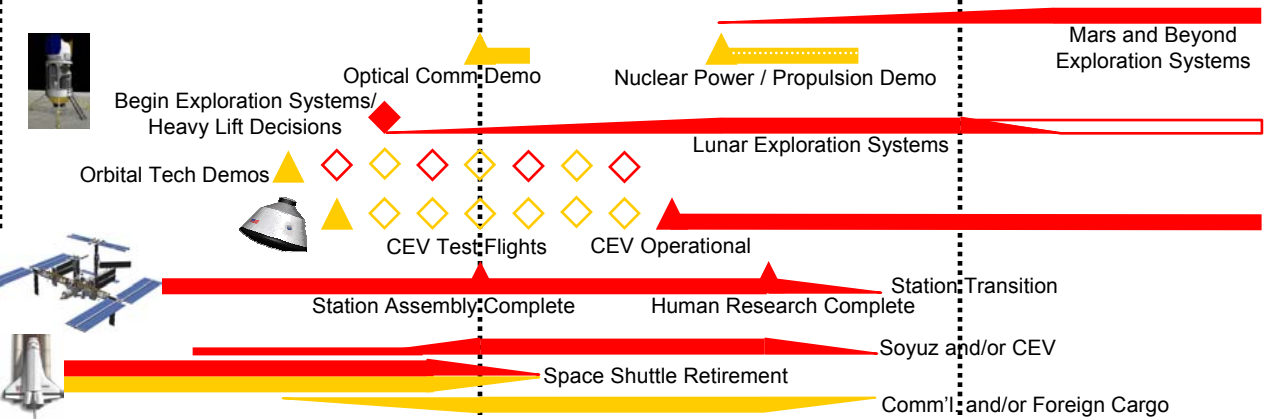 Mars and Beyond
Exploration Systems
Optical Comm Demo
Nuclear Power / Propulsion Demo
Begin Exploration Systems/
Heavy Lift Decisions
Lunar Exploration Systems
Orbital Tech Demos
CEV Test Flights
CEV Operational
Station Transition
Station Assembly Complete
Human Research Complete
Soyuz and/or CEV
Space Shuttle Retirement
Comm'l. and/or Foreign Cargo